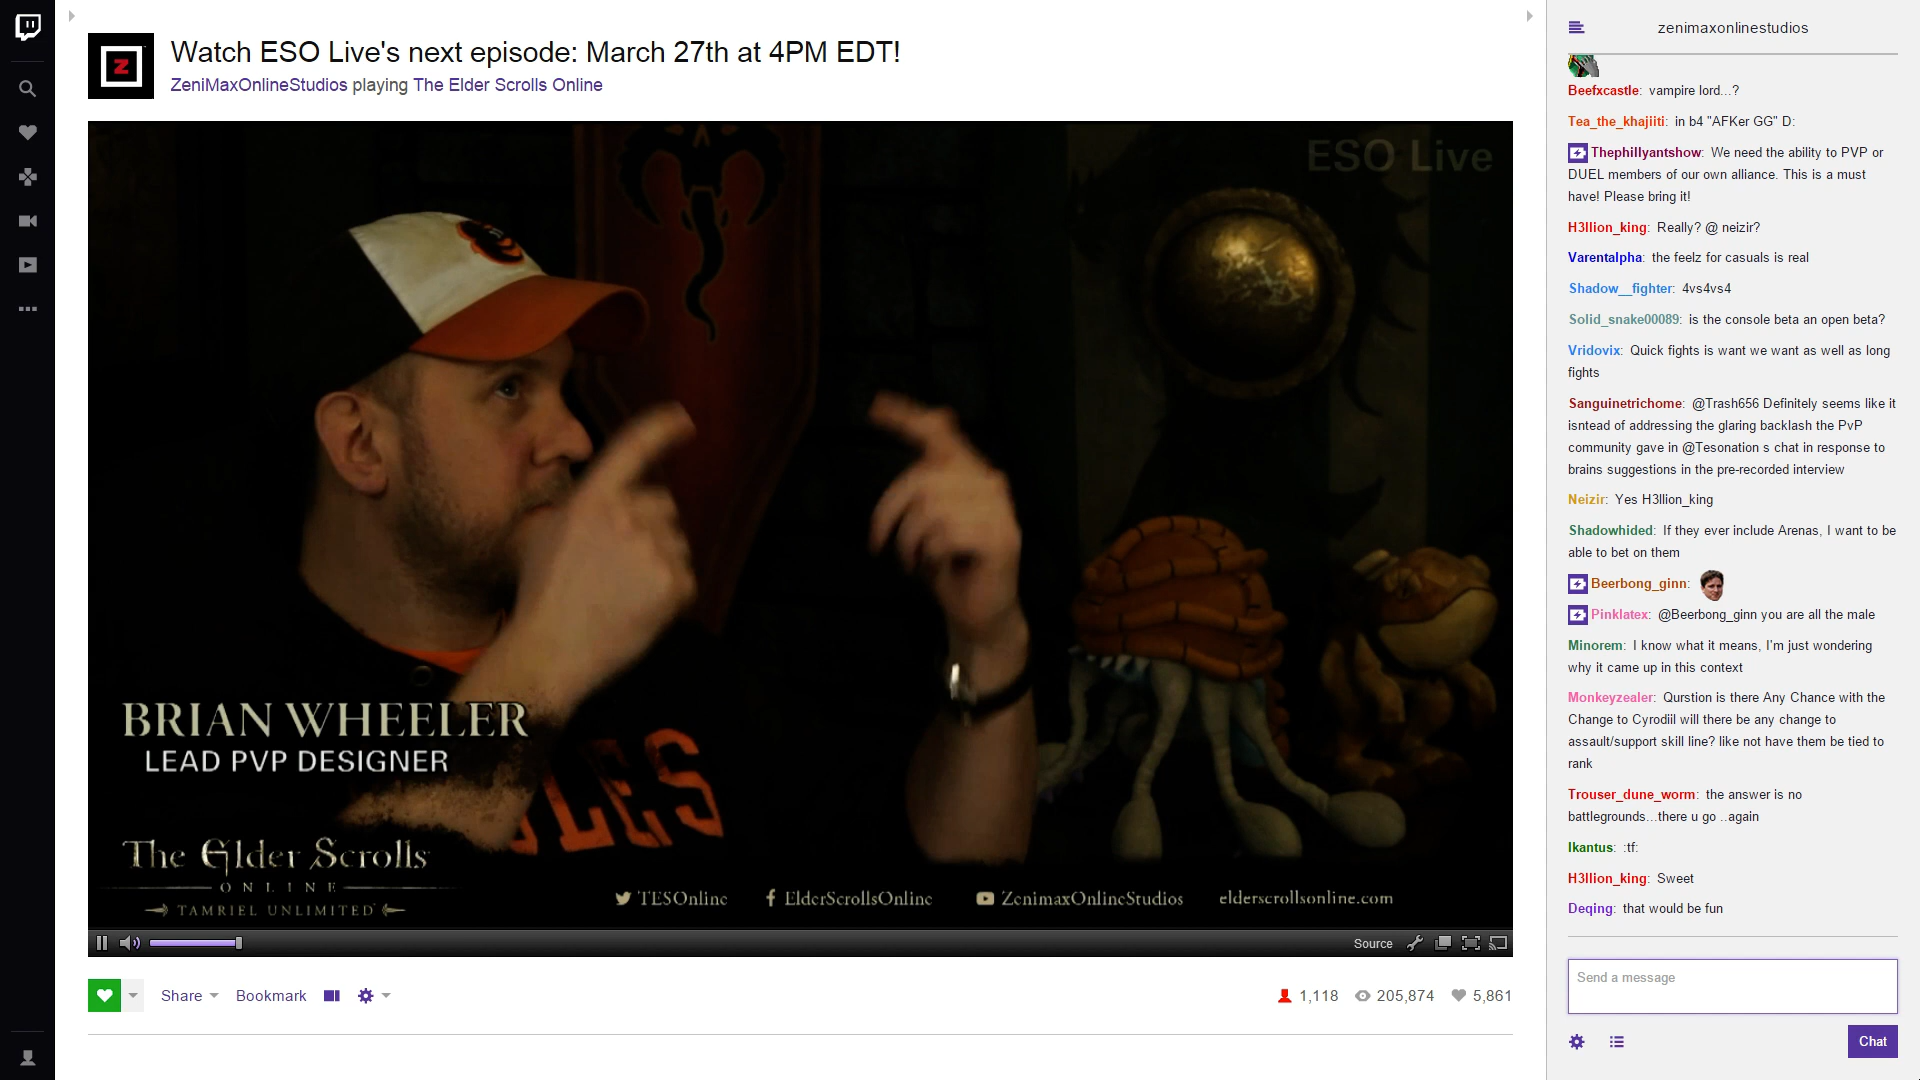 Watch ESO Live's next episode: March 27th at 4PM EDT!
ZeniMaxOnlineStudios playing The Elder Scrolls Online
ESO Live
BRIAN WHEELER
LEAD PVP DESIGNER
The Elder Scrolls
ONLINE
TAMRIEL UNLIMITED
TESOnline ElderScrollsOnline ZenimaxOnlineStudios elderscrollsonline.com
Source
Share Bookmark 1,118 205,874 5,861
zenimaxonlinestudios
Beefxcastle: vampire lord...?
Tea_the_khajiiti: in b4 "AFKer GG" D:
Thephillyantshow: We need the ability to PVP or
DUEL members of our own alliance. This is a must
have! Please bring it!
H3llion_king: Really? @ neizir?
Varentalpha: the feelz for casuals is real
Shadow__fighter: 4vs4vs4
Solid_snake00089: is the console beta an open beta?
Vridovix: Quick fights is want we want as well as long
fights
Sanguinetrichome: @Trash656 Definitely seems like it
isntead of addressing the glaring backlash the PvP
community gave in @Tesonation s chat in response to
brains suggestions in the pre-recorded interview
Neizir: Yes H3llion_king
Shadowhided: If they ever include Arenas, I want to be
able to bet on them
Beerbong_ginn:
Pinklatex: @Beerbong_ginn you are all the male
Minorem: I know what it means, I'm just wondering
why it came up in this context
Monkeyzealer: Qurstion is there Any Chance with the
Change to Cyrodiil will there be any change to
assault/support skill line? like not have them be tied to
rank
Trouser_dune_worm: the answer is no
battlegrounds...there u go ..again
Ikantus: :tf:
H3llion_king: Sweet
Deqing: that would be fun
Send a message
Chat